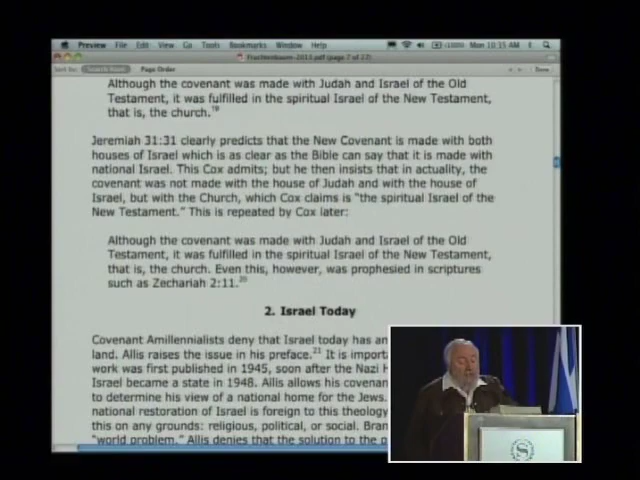 Preview File Edit View Go Tools Bookmarks Window Help Mon 10:35 AM
Fruchtenbaum-2013.pdf (page 7 of 27)
Page Order
Although the covenant was made with Judah and Israel of the Old
Testament, it was fulfilled in the spiritual Israel of the New Testament,
that is, the church.19
Jeremiah 31:31 clearly predicts that the New Covenant is made with both
houses of Israel which is as clear as the Bible can say that it is made with
national Israel. This Cox admits; but he then insists that in actuality, the
covenant was not made with the house of Judah and with the house of
Israel, but with the Church, which Cox claims is “the spiritual Israel of the
New Testament.” This is repeated by Cox later:
Although the covenant was made with Judah and Israel of the Old
Testament, it was fulfilled in the spiritual Israel of the New Testament,
that is, the church. Even this, however, was prophesied in scriptures
such as Zechariah 2:11.20
2. Israel Today
Covenant Amillennialists deny that Israel today has an
land. Allis raises the issue in his preface.21 It is import
work was first published in 1945, soon after the Nazi H
Israel became a state in 1948. Allis allows his covenan
to determine his view of a national home for the Jews.
national restoration of Israel is foreign to this theology
this on any grounds: religious, political, or social. Bran
“world problem.” Allis denies that the solution to the p